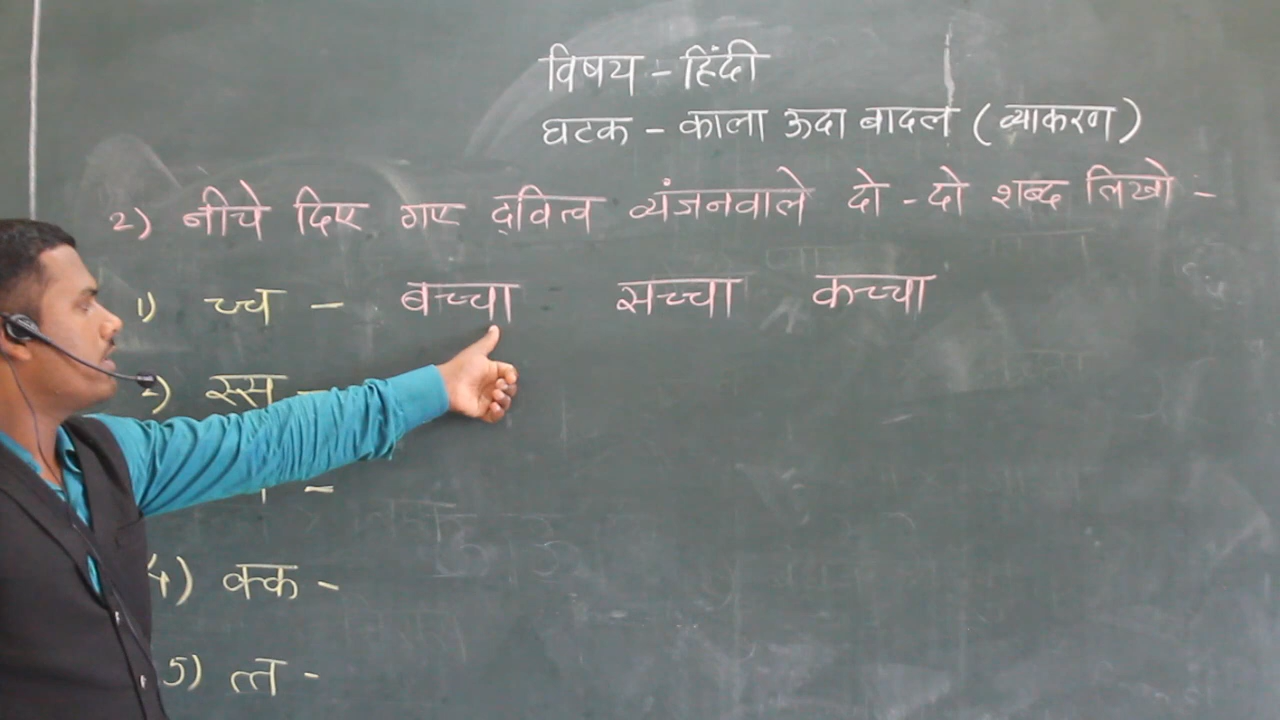 विषय - हिंदी
घटक - काला ऊदा बादल (व्याकरण)
2) नीचे दिए गए द्‌वित्व व्यंजनवाले दो - दो शब्द लिखो :-
1) च्च - बच्चा सच्चा कच्चा
2) स्स -
-
4) क्क -
5) त्त -